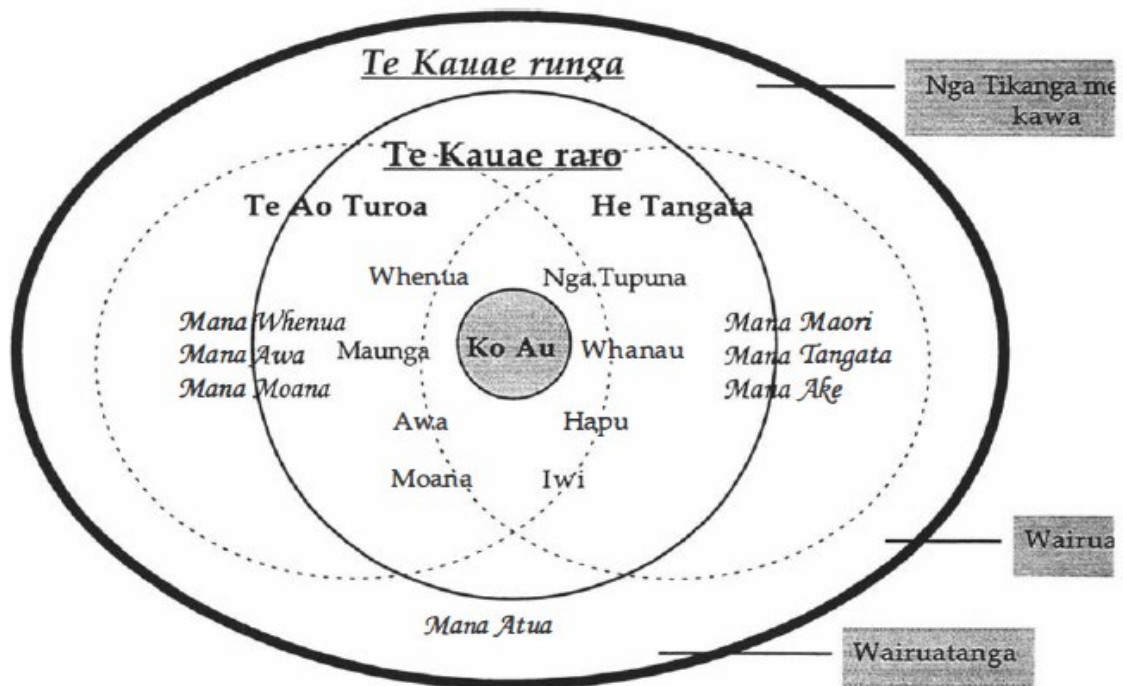 Te Kauae runga
Nga Tikanga me
kawa
Te Kauae raro
Te Ao Turoa
He Tangata
Whenua
Nga Tupuna
Mana Whenua
Mana Awa
Mana Moana
Maunga
Ko Au
Whanau
Mana Maori
Mana Tangata
Mana Ake
Awa
Hapu
Moana
Iwi
Wairua
Mana Atua
Wairuatanga